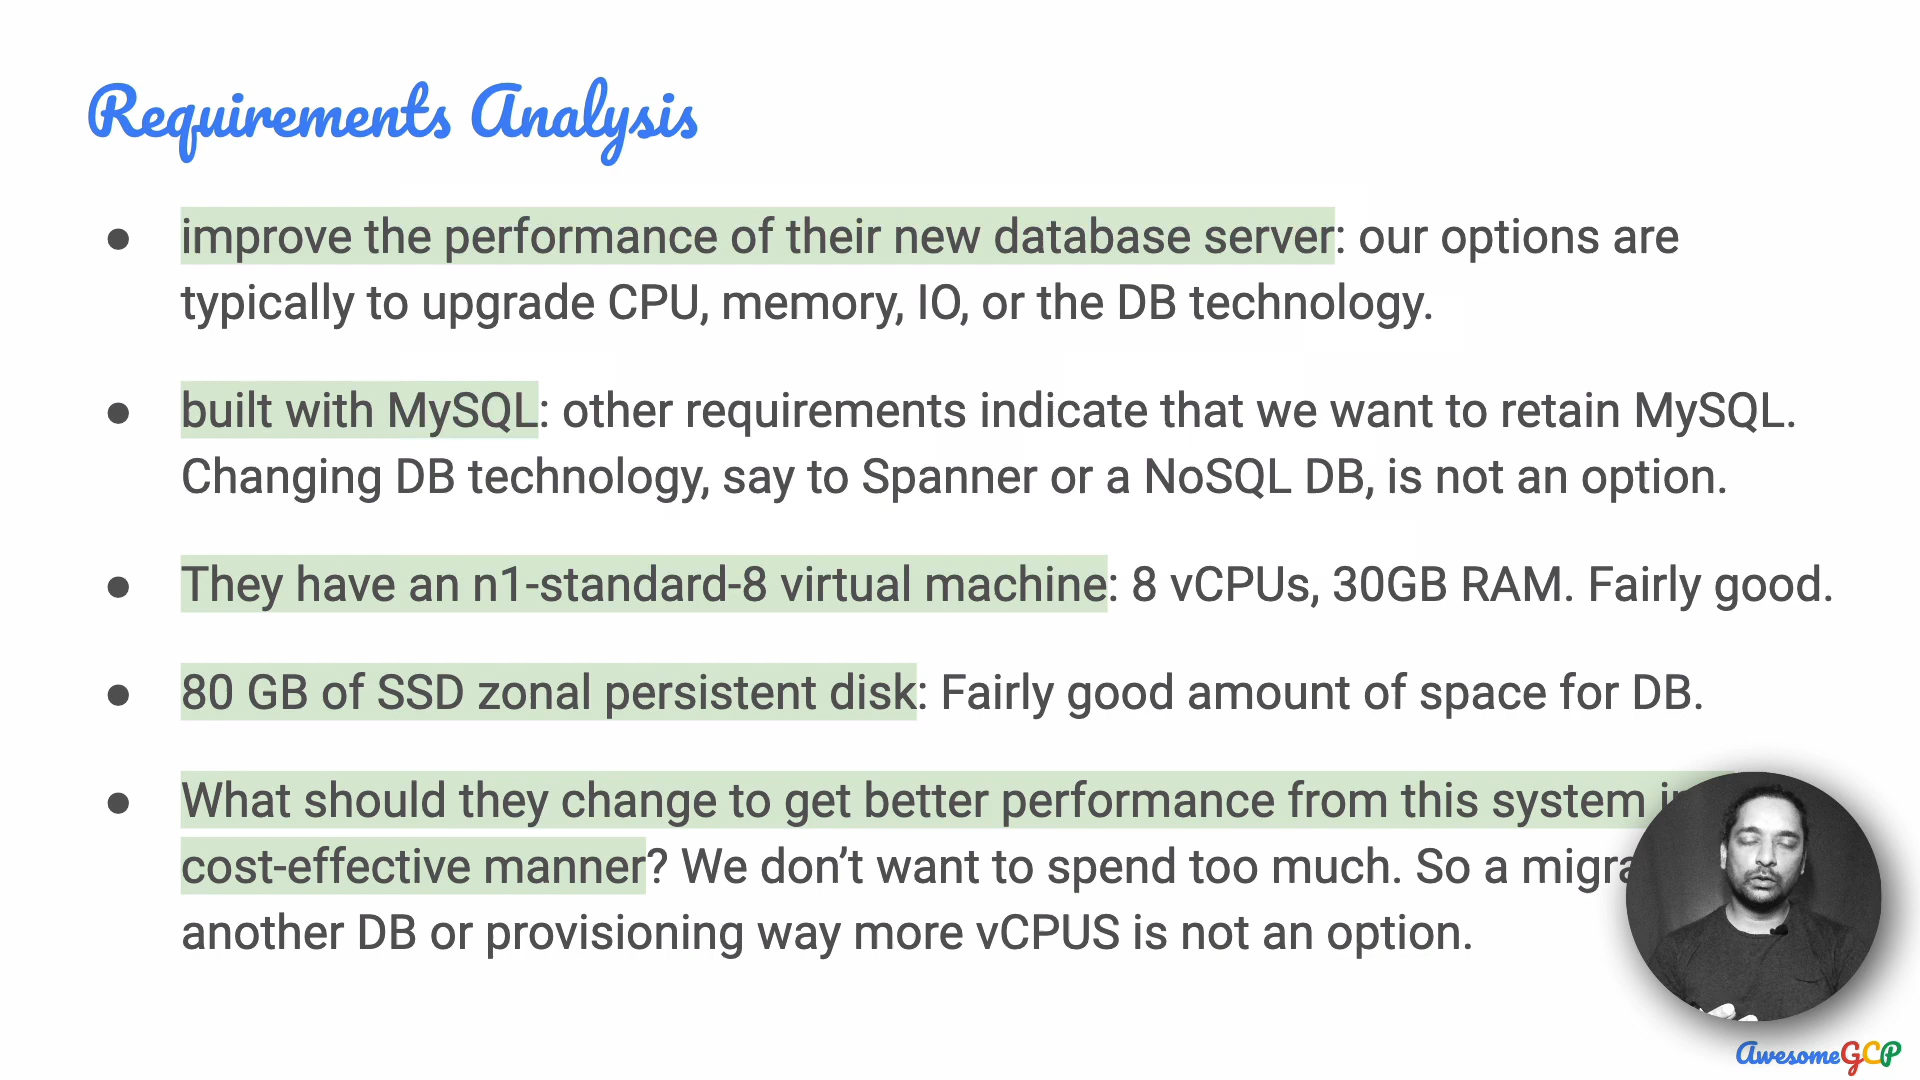 Requirements Analysis
● improve the performance of their new database server: our options are
typically to upgrade CPU, memory, IO, or the DB technology.
● built with MySQL: other requirements indicate that we want to retain MySQL.
Changing DB technology, say to Spanner or a NoSQL DB, is not an option.
● They have an n1-standard-8 virtual machine: 8 vCPUs, 30GB RAM. Fairly good.
● 80 GB of SSD zonal persistent disk: Fairly good amount of space for DB.
● What should they change to get better performance from this system
cost-effective manner? We don’t want to spend too much. So a
another DB or provisioning way more vCPUS is not an option.
AwesomeGCP